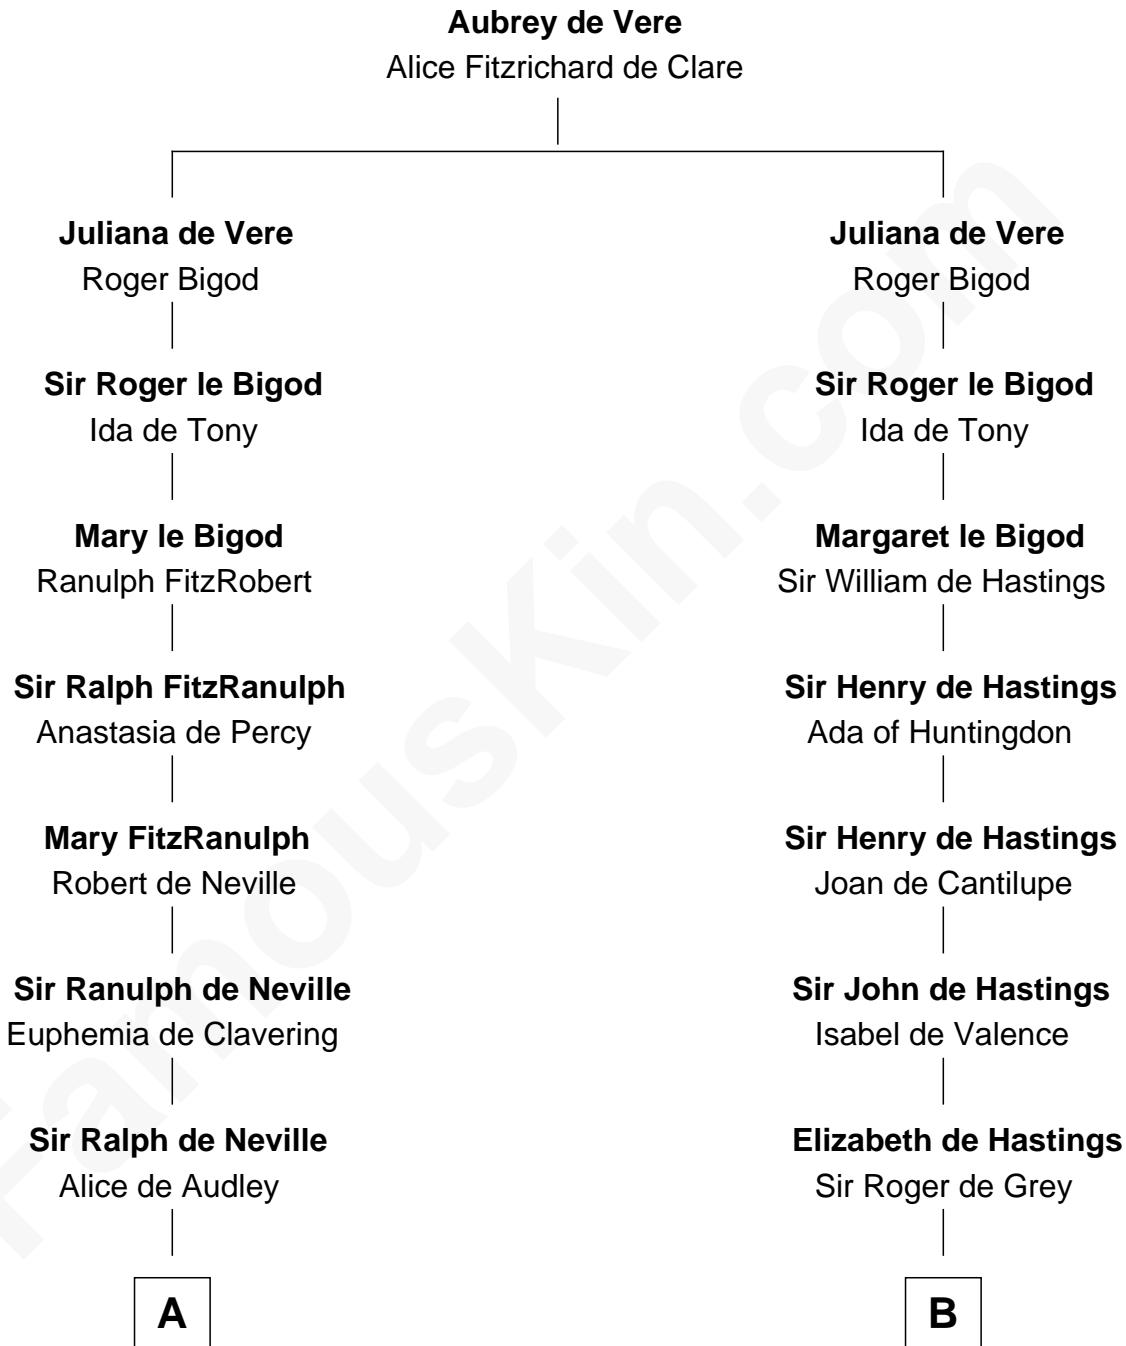 Aubrey de Vere
Alice Fitzrichard de Clare
Juliana de Vere
Roger Bigod
Sir Roger le Bigod
Ida de Tony
Mary le Bigod
Ranulph FitzRobert
Sir Ralph FitzRanulph
Anastasia de Percy
Mary FitzRanulph
Robert de Neville
Sir Ranulph de Neville
Euphemia de Clavering
Sir Ralph de Neville
Alice de Audley
A
Juliana de Vere
Roger Bigod
Sir Roger le Bigod
Ida de Tony
Margaret le Bigod
Sir William de Hastings
Sir Henry de Hastings
Ada of Huntingdon
Sir Henry de Hastings
Joan de Cantilupe
Sir John de Hastings
Isabel de Valence
Elizabeth de Hastings
Sir Roger de Grey
B
FamousKin.com